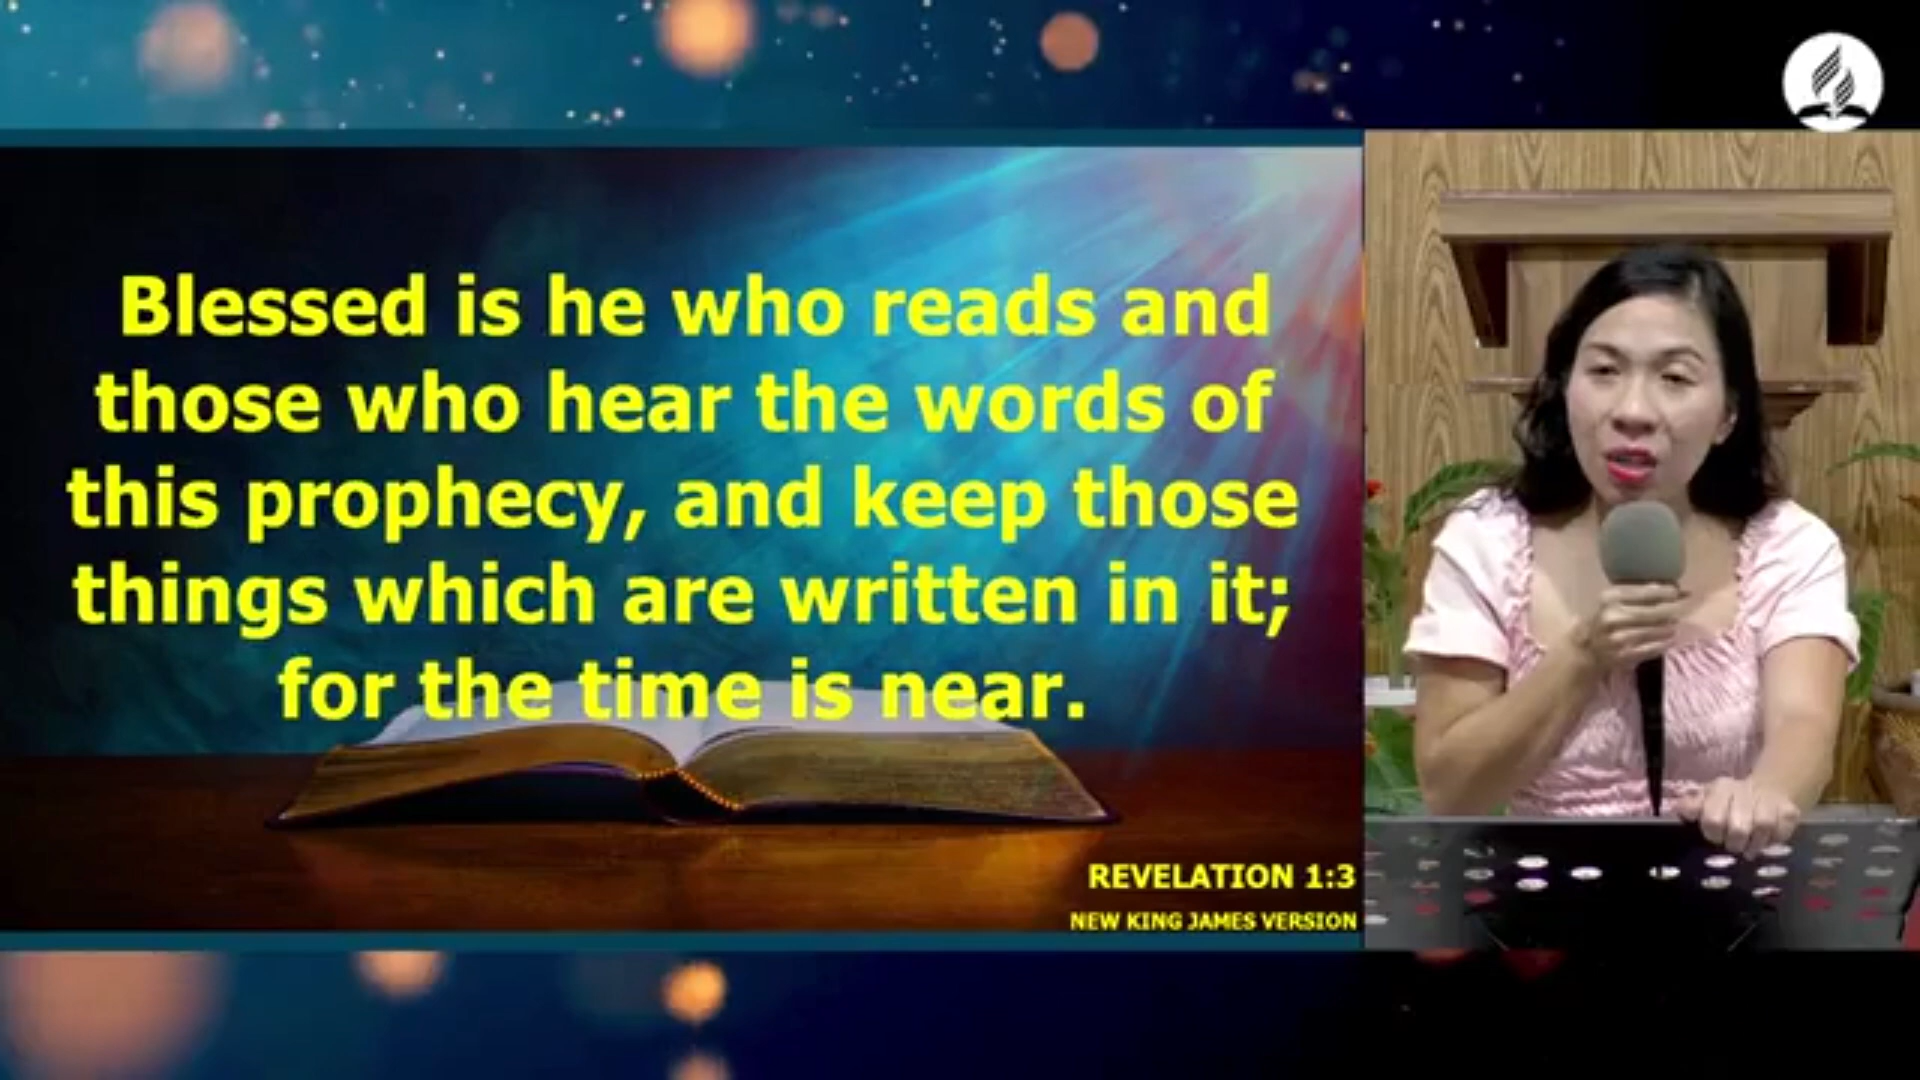 Blessed is he who reads and
those who hear the words of
this prophecy, and keep those
things which are written in it;
for the time is near.
REVELATION 1:3
NEW KING JAMES VERSION